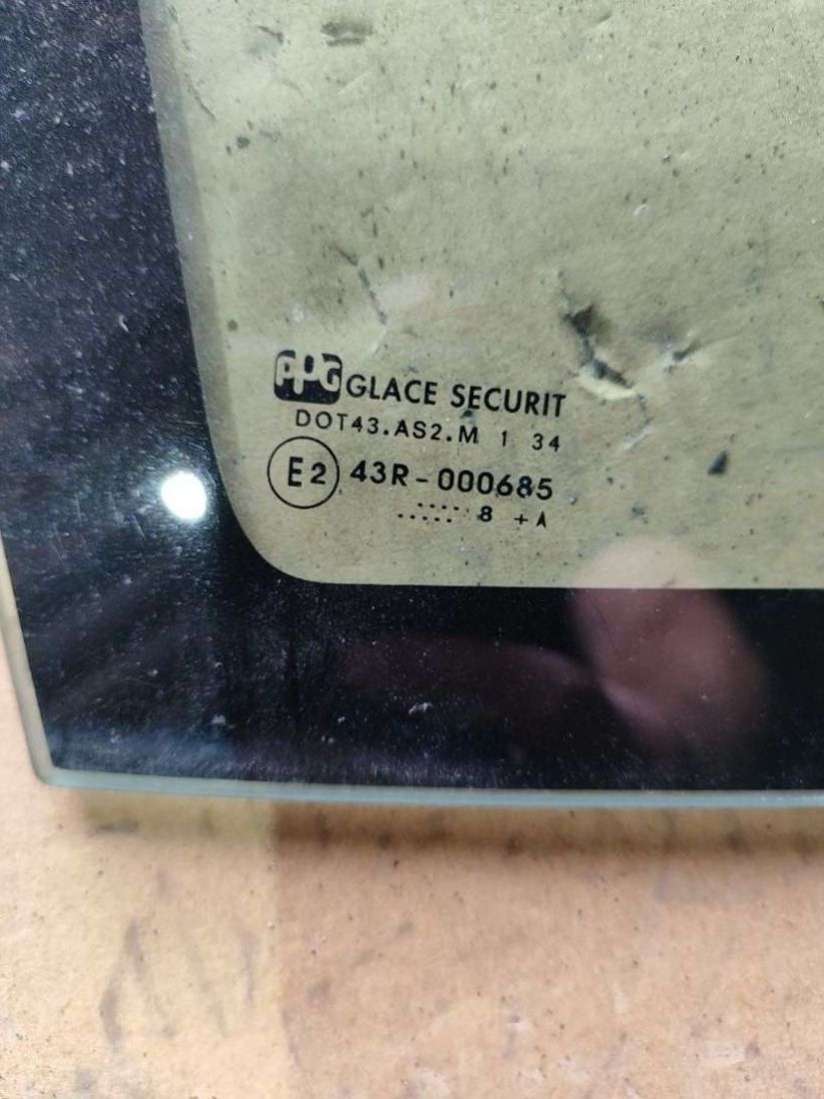 PPG GLACE SECURIT
DOT43.AS2.M 1 34
E2 43R-000685
..... ..... 8 +A